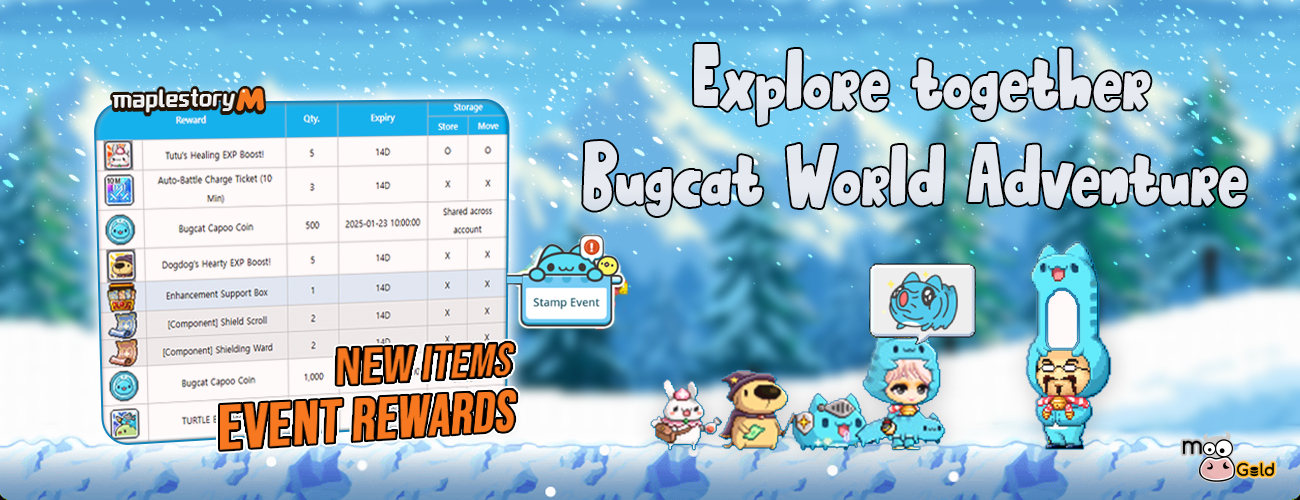 Explore together
Bugcat World Adventure
maplestoryM
Reward Qty. Expiry Storage
Store Move
Tutu's Healing EXP Boost! 5 14D O O
Auto-Battle Charge Ticket (10 Min) 3 14D X X
Bugcat Capoo Coin 500 2025-01-23 10:00:00 Shared across account
Dogdog's Hearty EXP Boost! 5 14D X X
Enhancement Support Box 1 14D X X
[Component] Shield Scroll 2 14D X X
[Component] Shielding Ward 2 14D X X
Bugcat Capoo Coin 1,000
TURTLE
NEW ITEMS
EVENT REWARDS
Stamp Event
moo
Gold